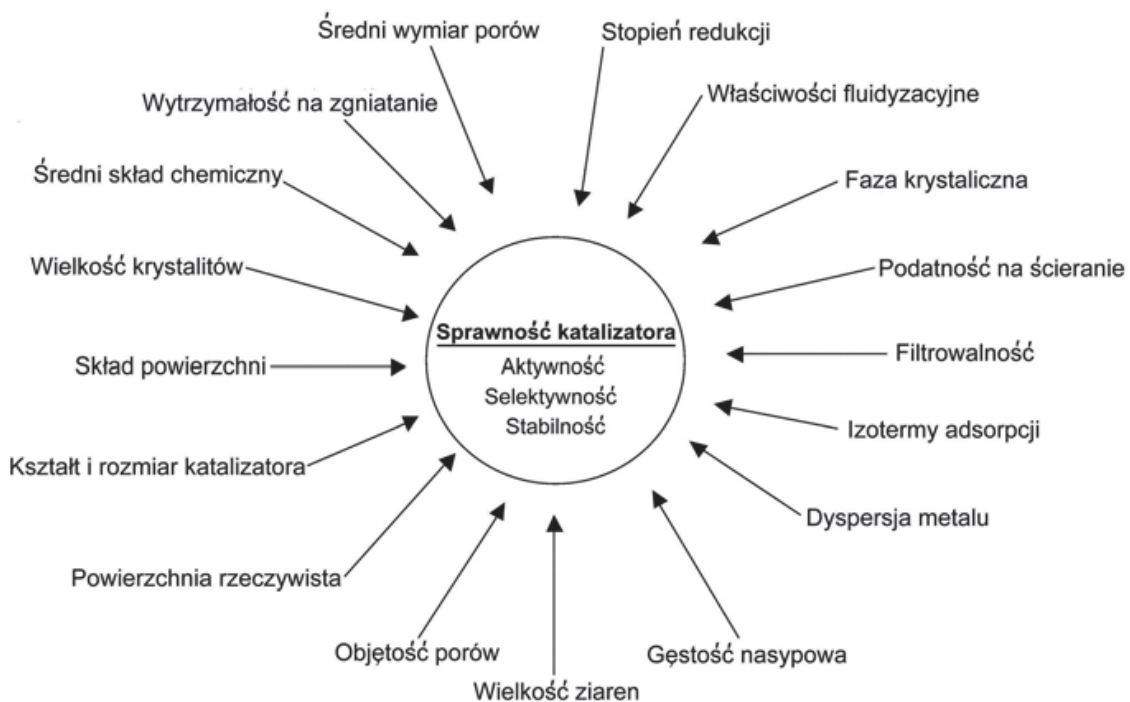 Średni wymiar porów
Stopień redukcji
Wytrzymałość na zgniatanie
Właściwości fluidyzacyjne
Średni skład chemiczny
Faza krystaliczna
Wielkość krystalitów
Podatność na ścieranie
Sprawność katalizatora
Aktywność
Selektywność
Stabilność
Skład powierzchni
Filtrowalność
Izotermy adsorpcji
Kształt i rozmiar katalizatora
Dyspersja metalu
Powierzchnia rzeczywista
Objętość porów
Gęstość nasypowa
Wielkość ziaren